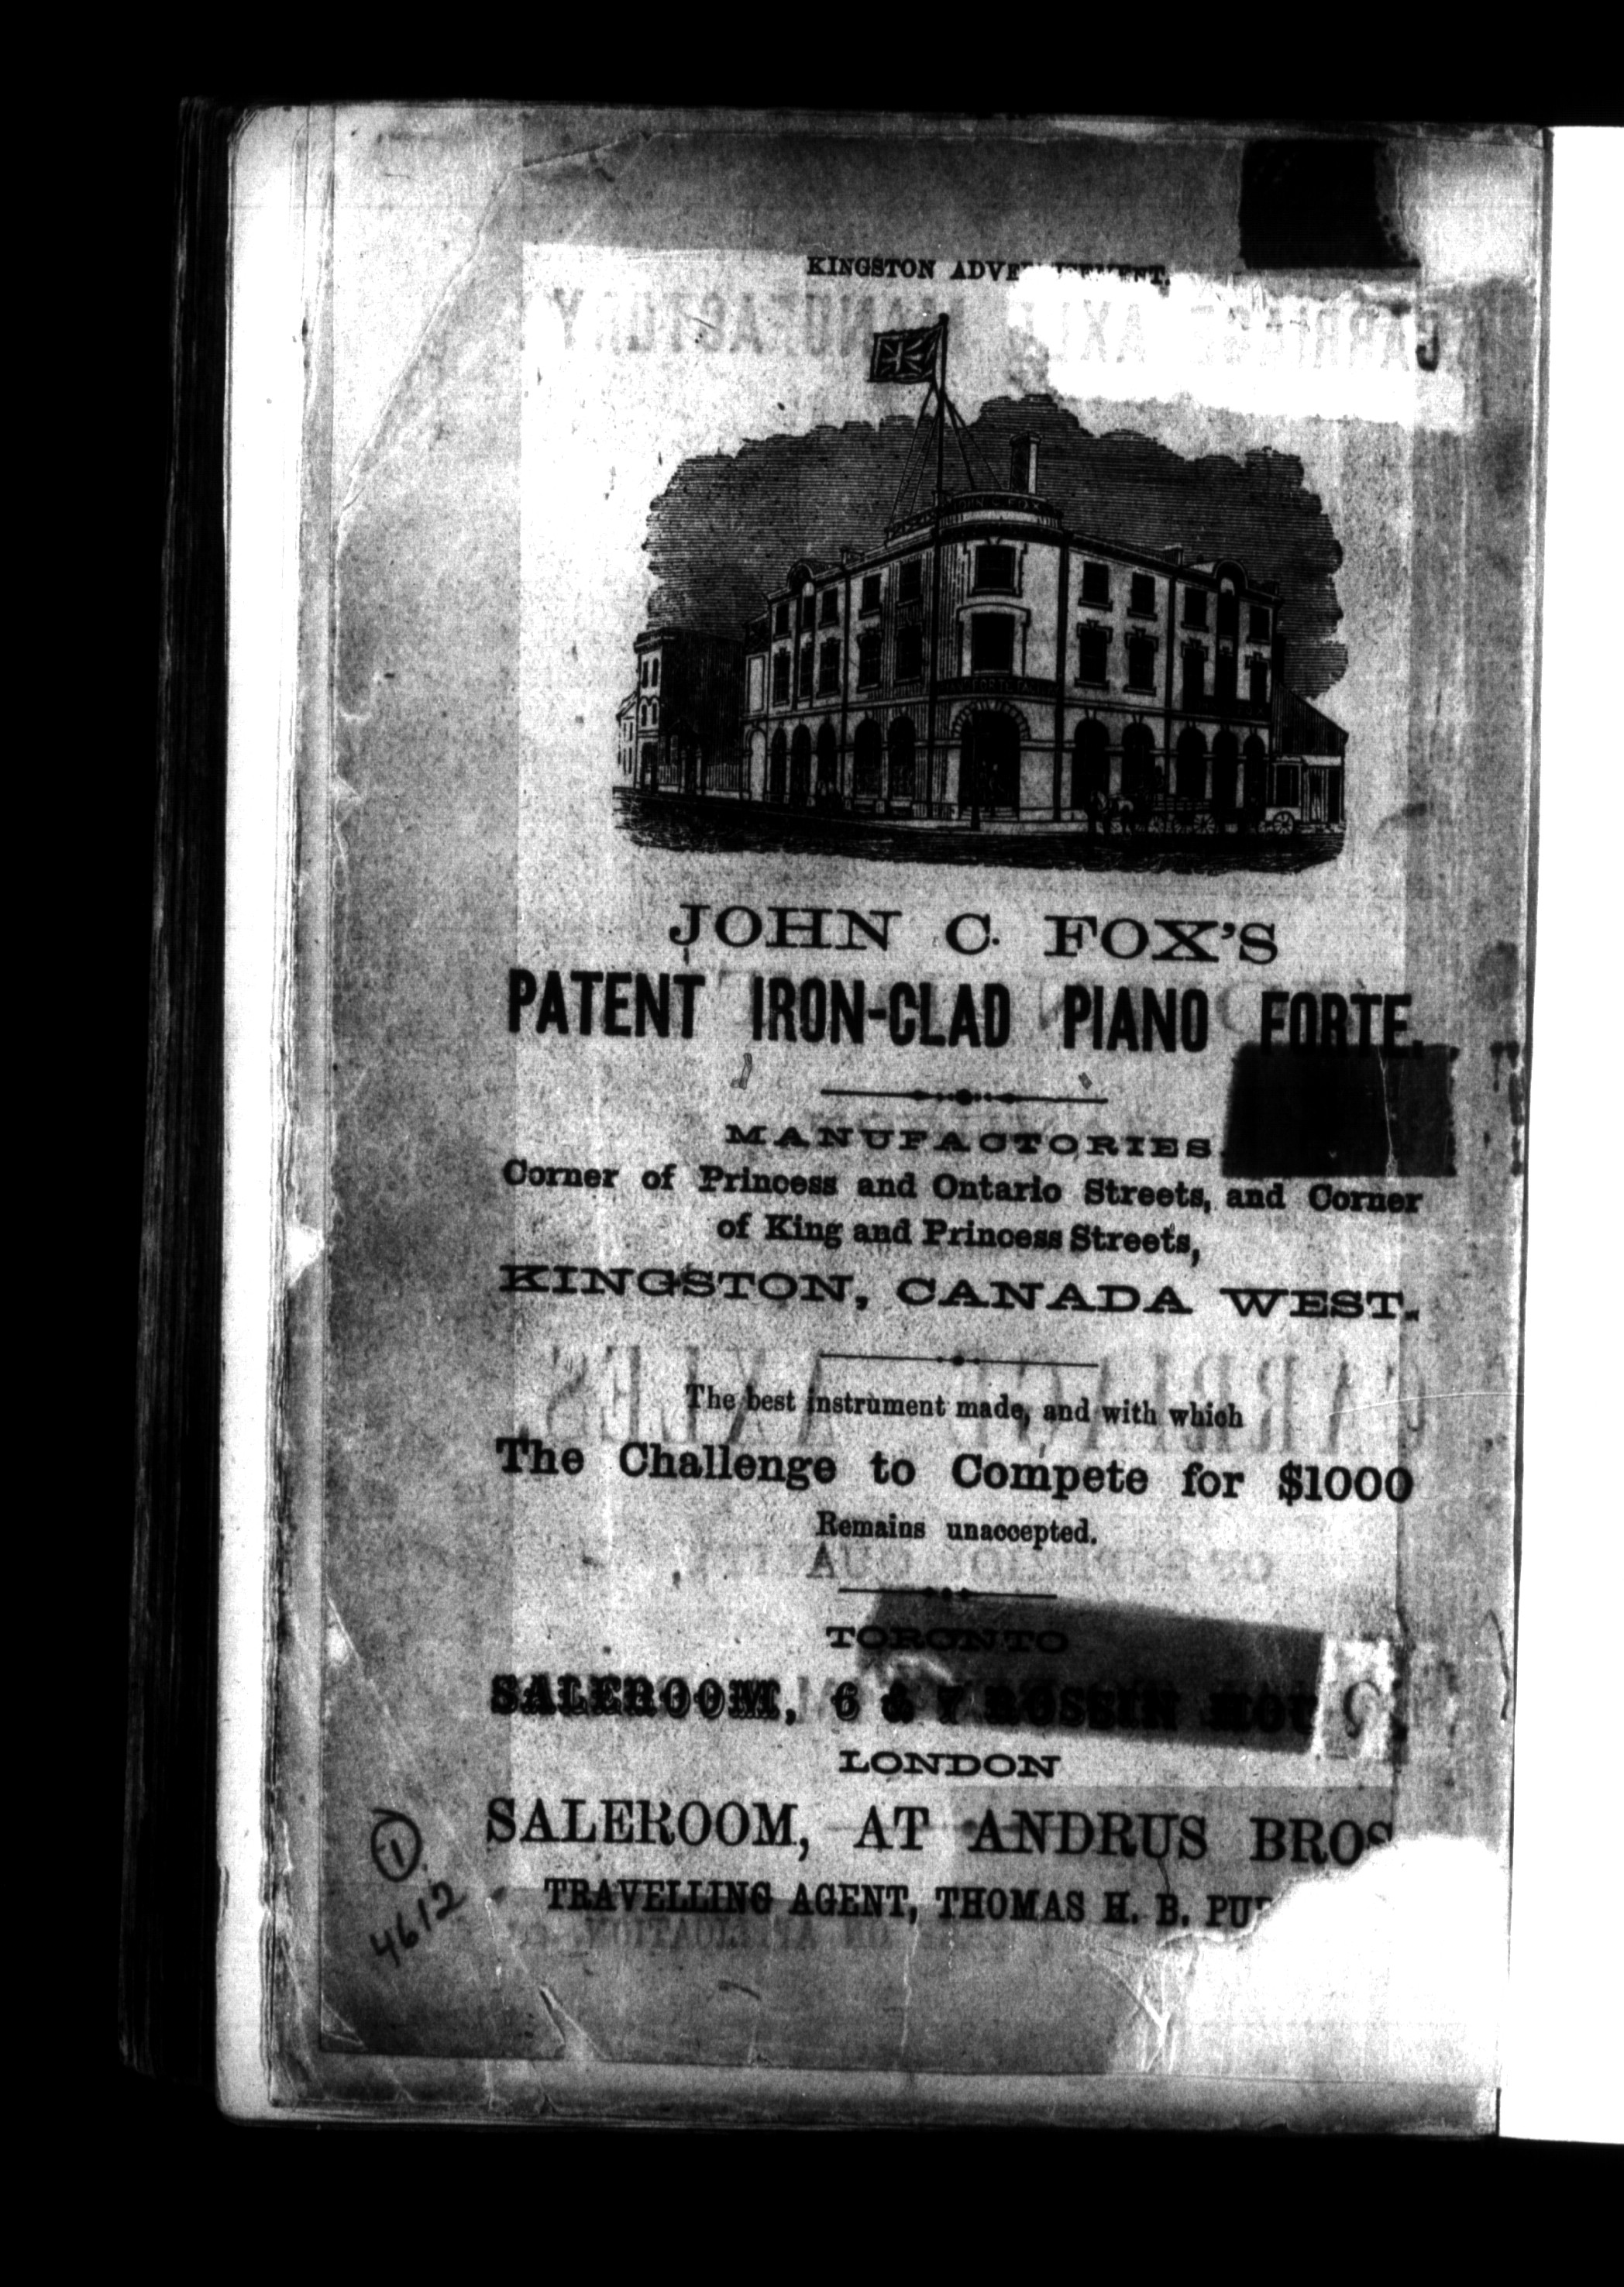 KINGSTON
JOHN C. FOX'S
PATENT IRON-CLAD PIANO FORTE.
MANUFACTORIES
Corner of Princess and Ontario Streets, and Corner
of King and Princess Streets,
KINGSTON, CANADA WEST.
The best instrument made, and with which
The Challenge to Compete for $1000
Remains unaccepted.
TORONTO
SALEROOM, 6 & 7 ROSSIN
LONDON
SALEROOM, AT ANDRUS BROS
TRAVELLING AGENT, THOMAS H. B.
1
4612